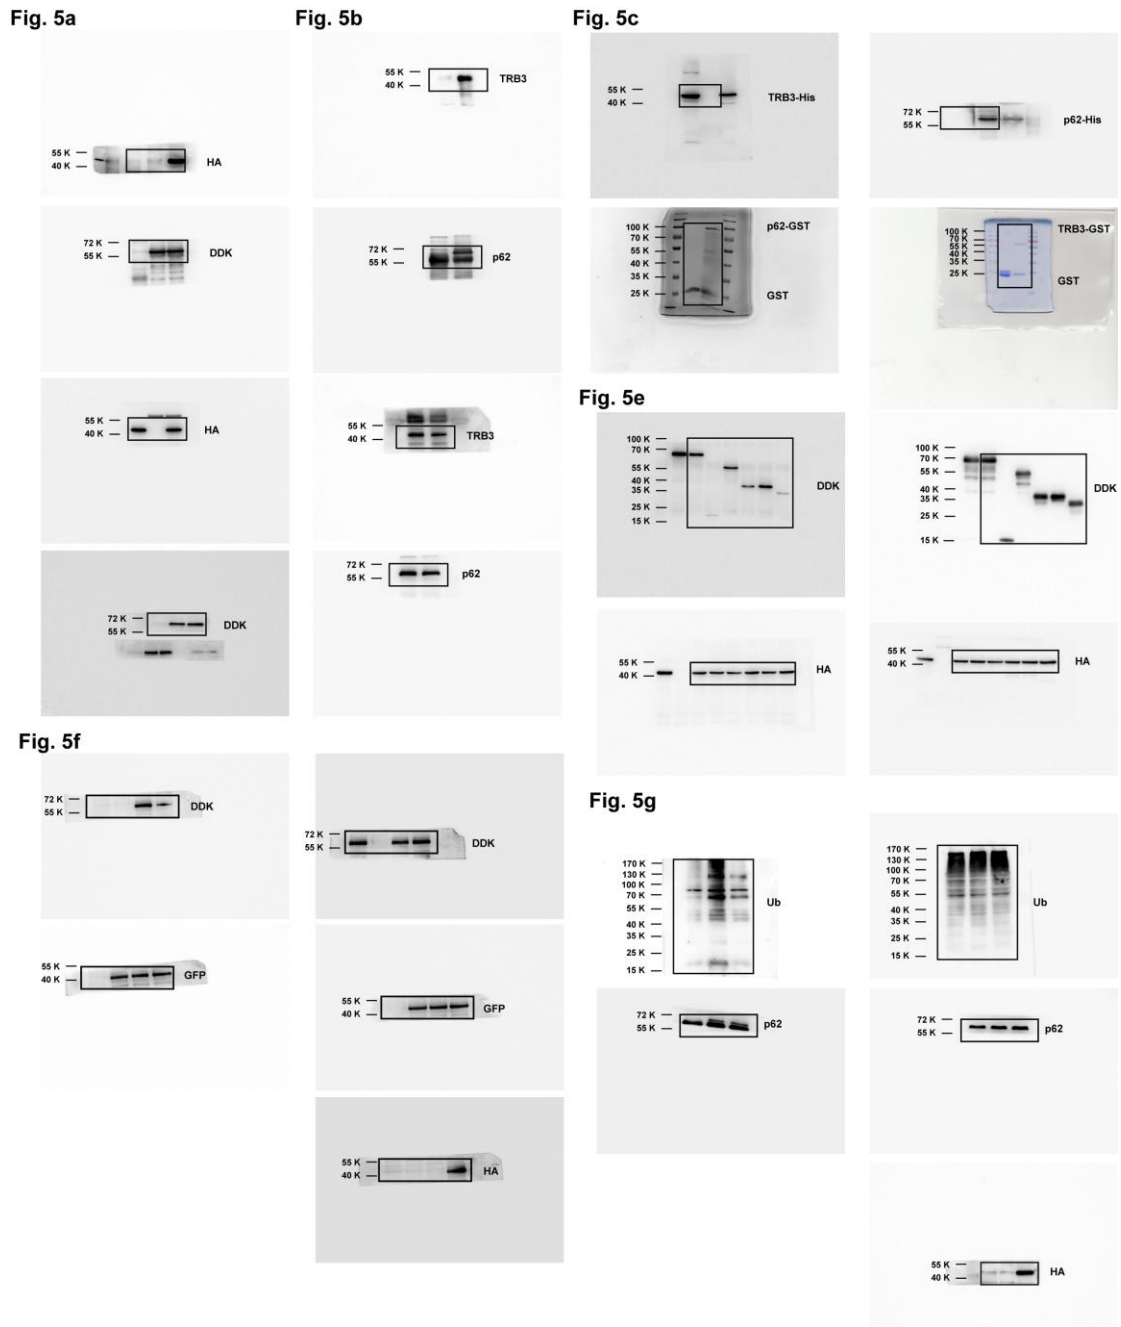 Fig. 5a
55 K
40 K
HA
72 K
55 K
DDK
55 K
40 K
HA
72 K
55 K
DDK
Fig. 5b
55 K
40 K
TRB3
72 K
55 K
p62
55 K
40 K
TRB3
72 K
55 K
p62
Fig. 5c
55 K
40 K
TRB3-His
72 K
55 K
p62-His
100 K
70 K
55 K
40 K
35 K
25 K
p62-GST
GST
100 K
70 K
55 K
40 K
35 K
25 K
TRB3-GST
GST
Fig. 5e
100 K
70 K
55 K
40 K
35 K
25 K
15 K
DDK
100 K
70 K
55 K
40 K
35 K
25 K
15 K
DDK
55 K
40 K
HA
55 K
40 K
HA
Fig. 5f
72 K
55 K
DDK
72 K
55 K
DDK
55 K
40 K
GFP
55 K
40 K
GFP
55 K
40 K
HA
Fig. 5g
170 K
130 K
100 K
70 K
55 K
40 K
35 K
25 K
15 K
Ub
170 K
130 K
100 K
70 K
55 K
40 K
35 K
25 K
15 K
Ub
72 K
55 K
p62
72 K
55 K
p62
55 K
40 K
HA